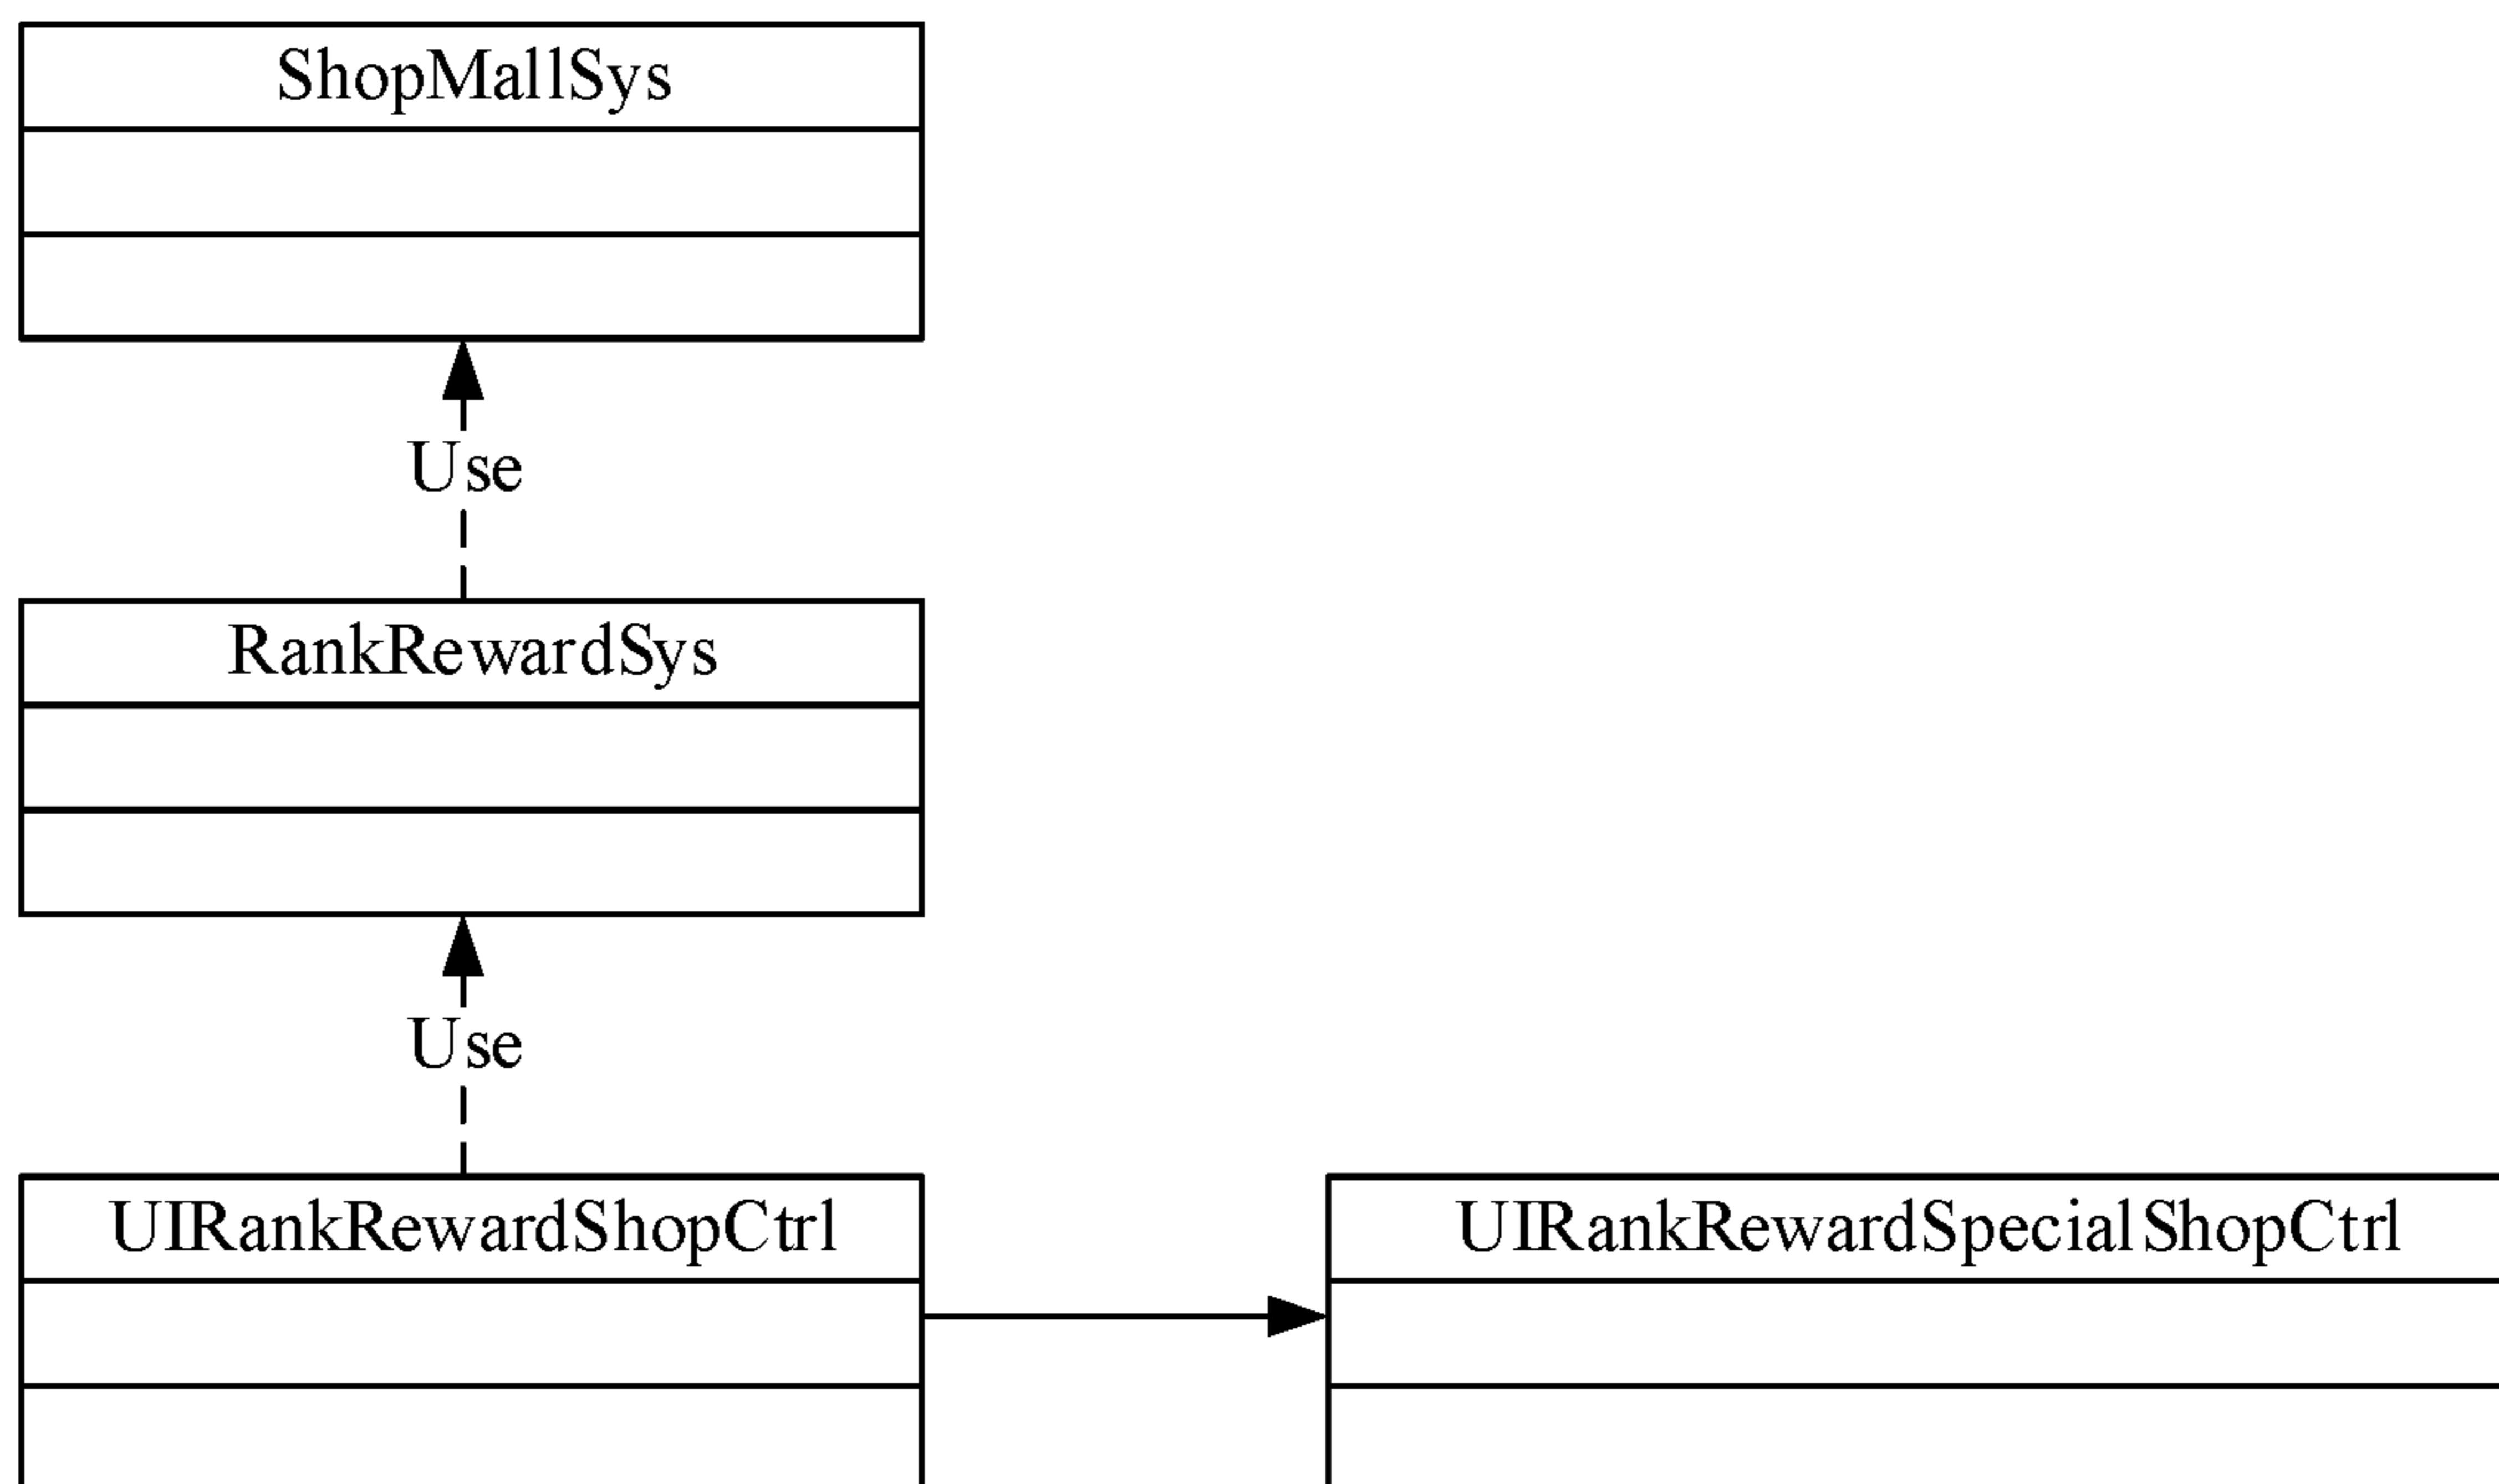 ShopMallSys
Use
RankRewardSys
Use
UIRankRewardShopCtrl
UIRankRewardSpecialShopCtrl